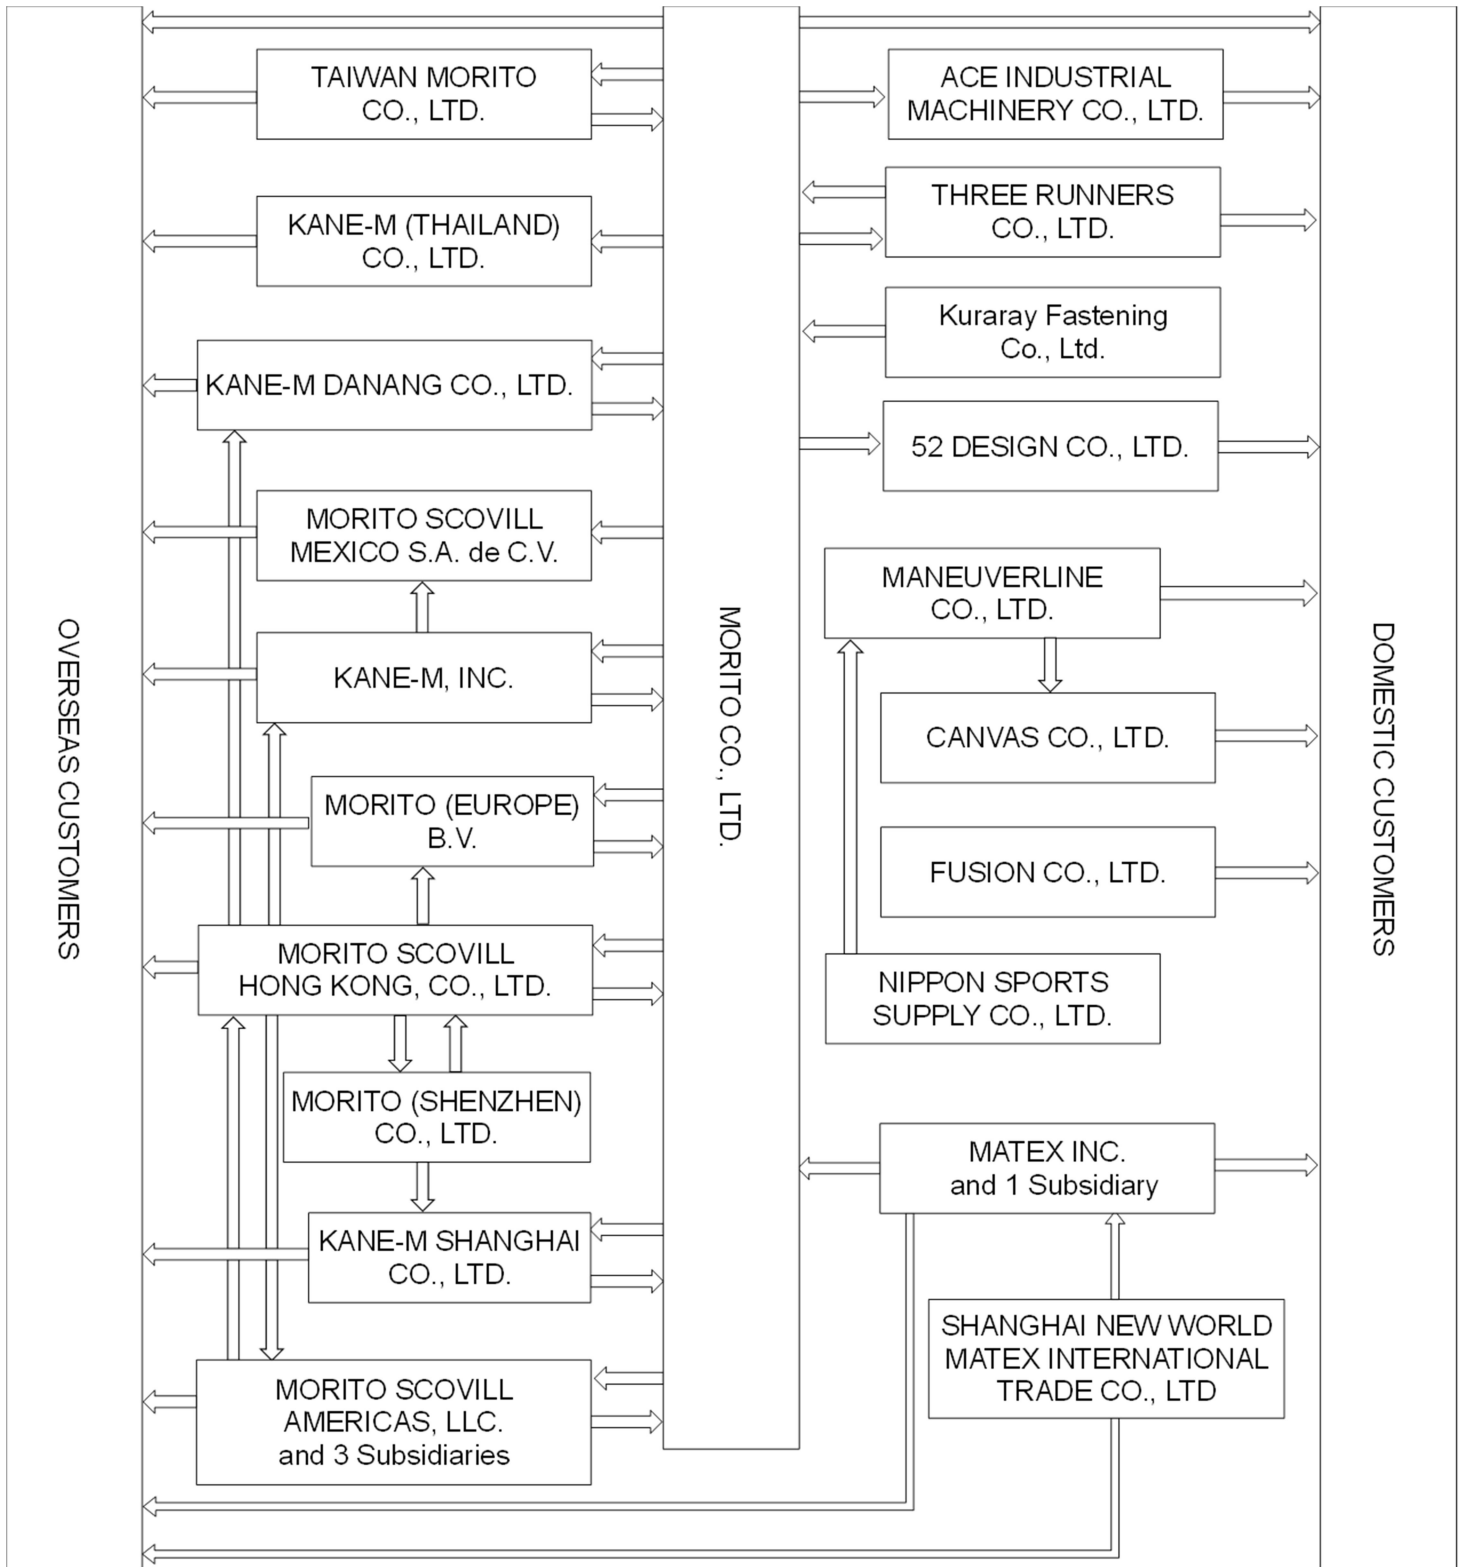 OVERSEAS CUSTOMERS
TAIWAN MORITO
CO., LTD.
KANE-M (THAILAND)
CO., LTD.
KANE-M DANANG CO., LTD.
MORITO SCOVILL
MEXICO S.A. de C.V.
KANE-M, INC.
MORITO (EUROPE)
B.V.
MORITO SCOVILL
HONG KONG, CO., LTD.
MORITO (SHENZHEN)
CO., LTD.
KANE-M SHANGHAI
CO., LTD.
MORITO SCOVILL
AMERICAS, LLC.
and 3 Subsidiaries
MORITO CO., LTD.
ACE INDUSTRIAL
MACHINERY CO., LTD.
THREE RUNNERS
CO., LTD.
Kuraray Fastening
Co., Ltd.
52 DESIGN CO., LTD.
MANEUVERLINE
CO., LTD.
CANVAS CO., LTD.
FUSION CO., LTD.
NIPPON SPORTS
SUPPLY CO., LTD.
MATEX INC.
and 1 Subsidiary
SHANGHAI NEW WORLD
MATEX INTERNATIONAL
TRADE CO., LTD
DOMESTIC CUSTOMERS